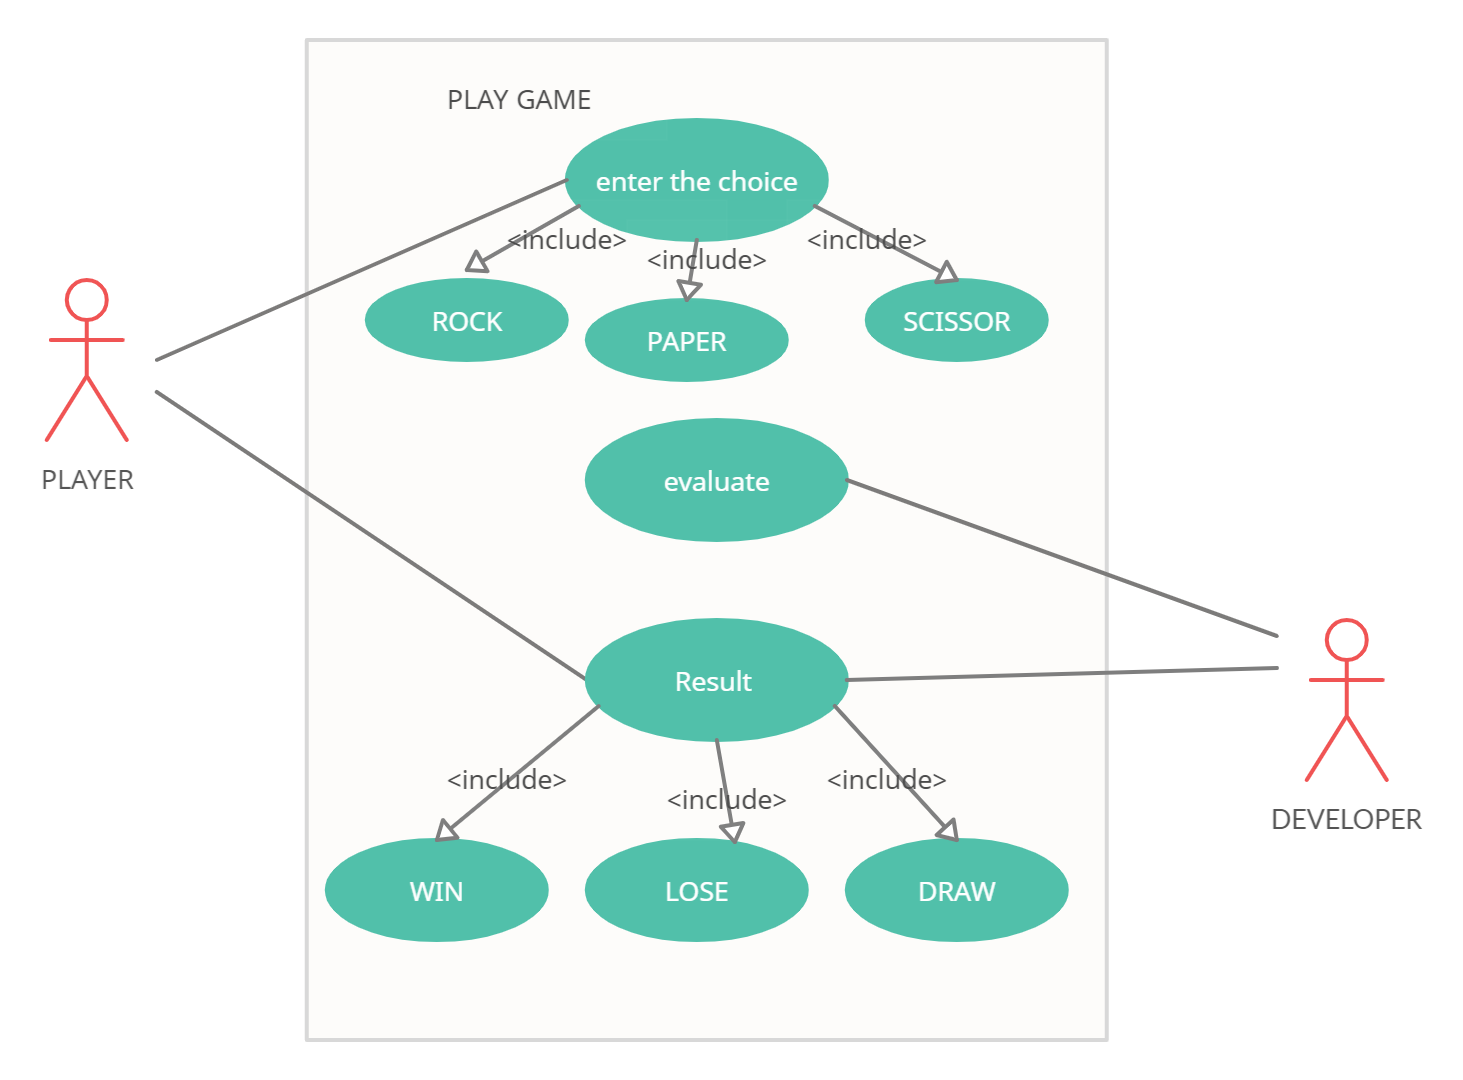 PLAY GAME
enter the choice
<include>
<include>
<include>
ROCK
PAPER
SCISSOR
evaluate
PLAYER
Result
<include>
<include>
<include>
DEVELOPER
WIN
LOSE
DRAW